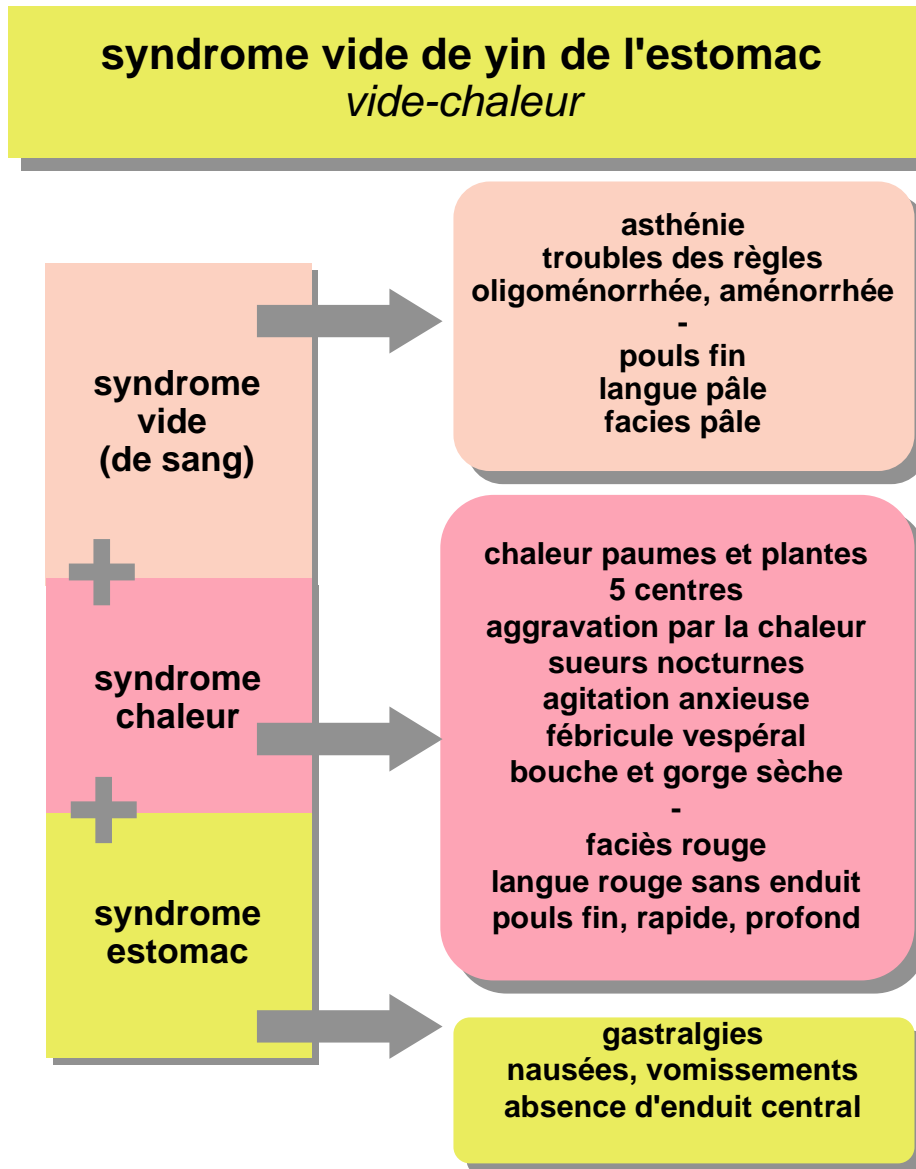 syndrome vide de yin de l'estomac
vide-chaleur
syndrome
vide
(de sang)
asthénie
troubles des règles
oligoménorrhée, aménorrhée
-
pouls fin
langue pâle
facies pâle
syndrome
chaleur
chaleur paumes et plantes
5 centres
aggravation par la chaleur
sueurs nocturnes
agitation anxieuse
fébricule vespéral
bouche et gorge sèche
-
faciès rouge
langue rouge sans enduit
pouls fin, rapide, profond
syndrome
estomac
gastralgies
nausées, vomissements
absence d'enduit central